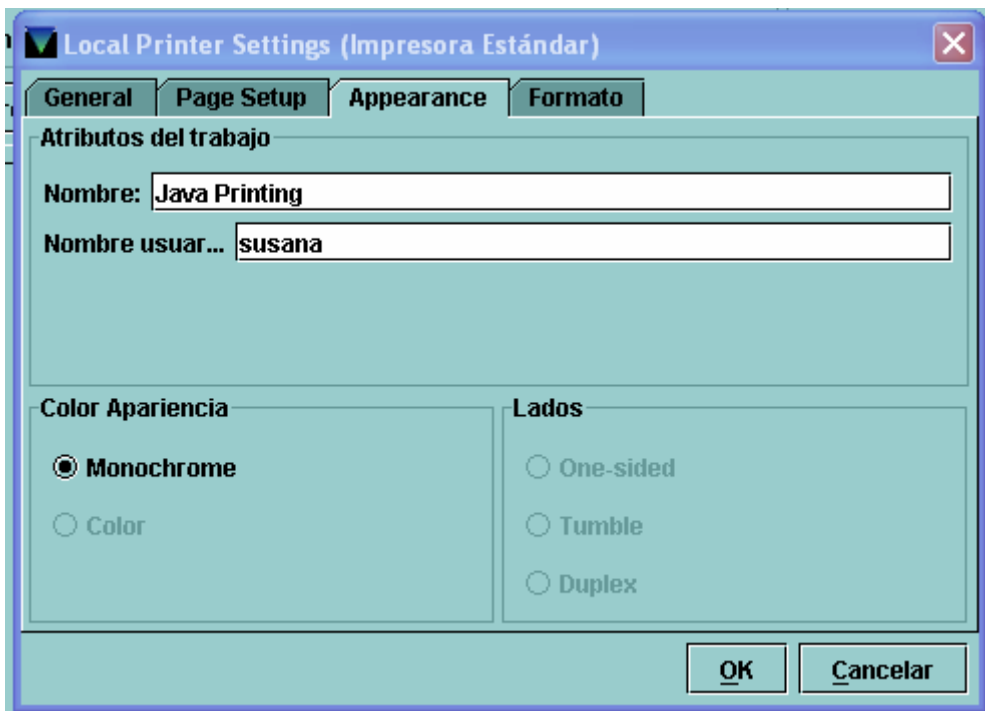 Local Printer Settings (Impresora Estándar)
General Page Setup Appearance Formato
Atributos del trabajo
Nombre: Java Printing
Nombre usuar... susana
Color Apariencia Lados
Monochrome One-sided
Color Tumble
Duplex
OK Cancelar